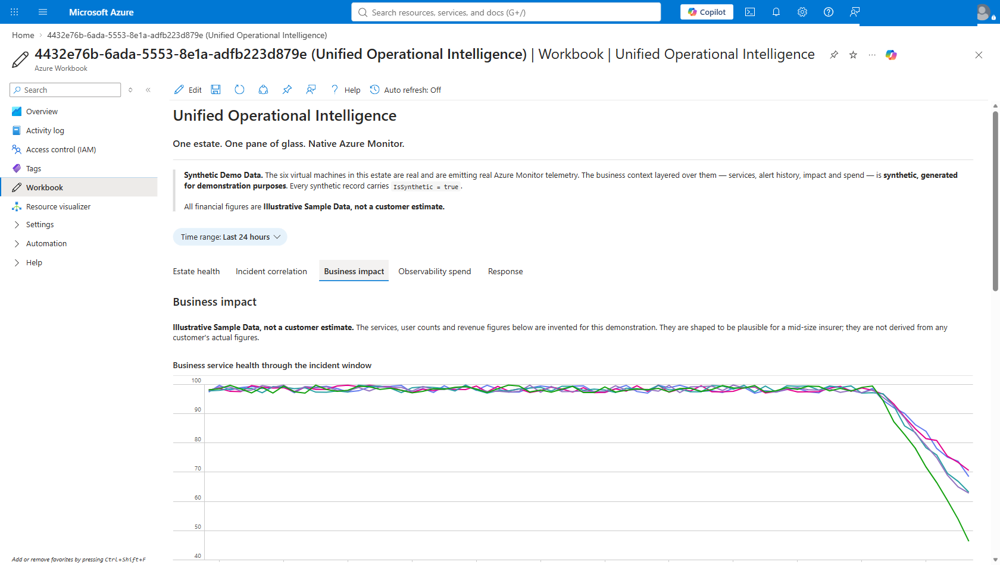 Microsoft Azure
Search resources, services, and docs (G+/)
Copilot
Home
4432e76b-6ada-5553-8e1a-adfb223d879e (Unified Operational Intelligence)
4432e76b-6ada-5553-8e1a-adfb223d879e (Unified Operational Intelligence) | Workbook | Unified Operational Intelligence
Azure Workbook
Search
Overview
Activity log
Access control (IAM)
Tags
Workbook
Resource visualizer
Settings
Automation
Help
Add or remove favorites by pressing Ctrl+Shift+F
Edit
Help
Auto refresh: Off
Unified Operational Intelligence
One estate. One pane of glass. Native Azure Monitor.
Synthetic Demo Data. The six virtual machines in this estate are real and are emitting real Azure Monitor telemetry. The business context layered over them — services, alert history, impact and spend — is synthetic, generated
for demonstration purposes. Every synthetic record carries IsSynthetic = true.
All financial figures are Illustrative Sample Data, not a customer estimate.
Time range: Last 24 hours
Estate health
Incident correlation
Business impact
Observability spend
Response
Business impact
Illustrative Sample Data, not a customer estimate. The services, user counts and revenue figures below are invented for this demonstration. They are shaped to be plausible for a mid-size insurer; they are not derived from any
customer's actual figures.
Business service health through the incident window
100
90
80
70
60
50
40